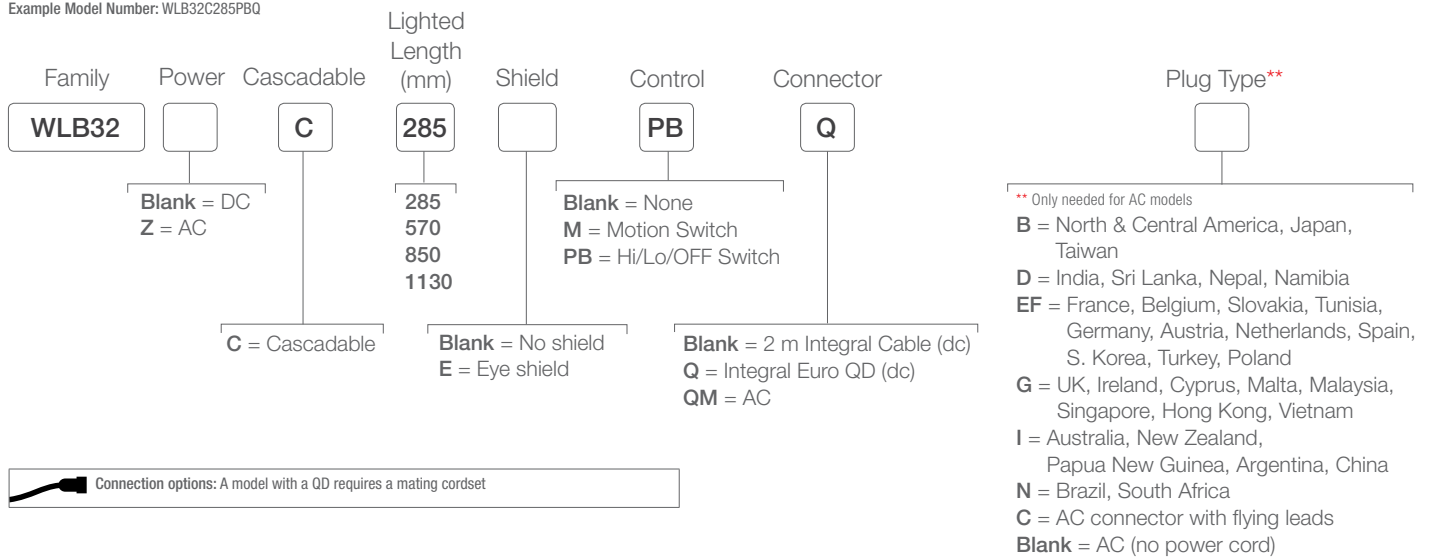 Example Model Number: WLB32C285PBQ
Family
Power
Cascadable
Lighted
Length
(mm)
Shield
Control
Connector
Plug Type**
WLB32
C
285
PB
Q
Blank = DC
Z = AC
C = Cascadable
285
570
850
1130
Blank = No shield
E = Eye shield
Blank = None
M = Motion Switch
PB = Hi/Lo/OFF Switch
Blank = 2 m Integral Cable (dc)
Q = Integral Euro QD (dc)
QM = AC
** Only needed for AC models
B = North & Central America, Japan,
Taiwan
D = India, Sri Lanka, Nepal, Namibia
EF = France, Belgium, Slovakia, Tunisia,
Germany, Austria, Netherlands, Spain,
S. Korea, Turkey, Poland
G = UK, Ireland, Cyprus, Malta, Malaysia,
Singapore, Hong Kong, Vietnam
I = Australia, New Zealand,
Papua New Guinea, Argentina, China
N = Brazil, South Africa
C = AC connector with flying leads
Blank = AC (no power cord)
Connection options: A model with a QD requires a mating cordset